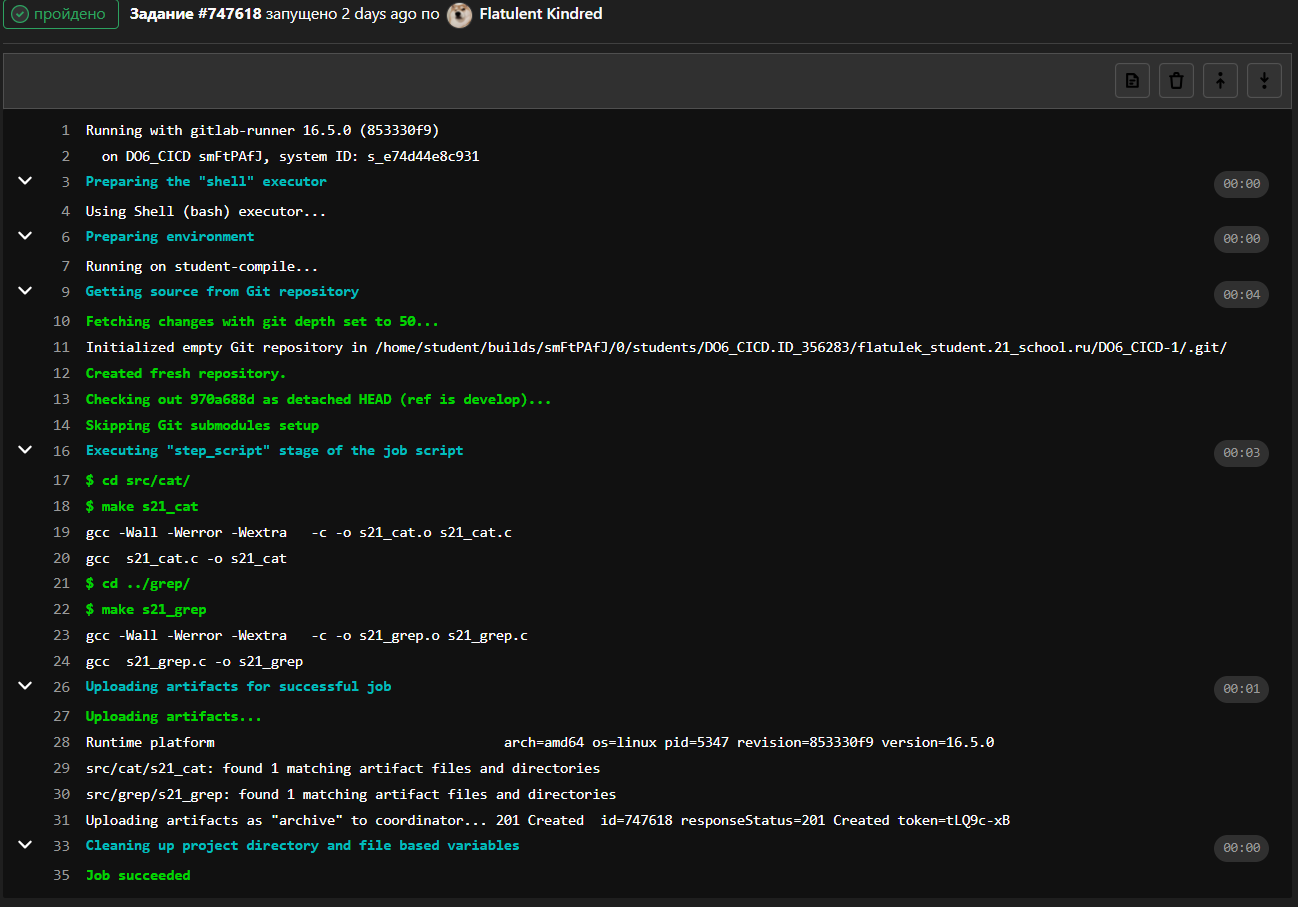 пройдено Задание #747618 запущено 2 days ago по Flatulent Kindred
1 Running with gitlab-runner 16.5.0 (853330f9)
2 on DO6_CICD smFtPAfJ, system ID: s_e74d44e8c931
3 Preparing the "shell" executor 00:00
4 Using Shell (bash) executor...
6 Preparing environment 00:00
7 Running on student-compile...
9 Getting source from Git repository 00:04
10 Fetching changes with git depth set to 50...
11 Initialized empty Git repository in /home/student/builds/smFtPAfJ/0/students/DO6_CICD.ID_356283/flatulek_student.21_school.ru/DO6_CICD-1/.git/
12 Created fresh repository.
13 Checking out 970a688d as detached HEAD (ref is develop)...
14 Skipping Git submodules setup
16 Executing "step_script" stage of the job script 00:03
17 $ cd src/cat/
18 $ make s21_cat
19 gcc -Wall -Werror -Wextra   -c -o s21_cat.o s21_cat.c
20 gcc  s21_cat.c -o s21_cat
21 $ cd ../grep/
22 $ make s21_grep
23 gcc -Wall -Werror -Wextra   -c -o s21_grep.o s21_grep.c
24 gcc  s21_grep.c -o s21_grep
26 Uploading artifacts for successful job 00:01
27 Uploading artifacts...
28 Runtime platform                                    arch=amd64 os=linux pid=5347 revision=853330f9 version=16.5.0
29 src/cat/s21_cat: found 1 matching artifact files and directories
30 src/grep/s21_grep: found 1 matching artifact files and directories
31 Uploading artifacts as "archive" to coordinator... 201 Created  id=747618 responseStatus=201 Created token=tLQ9c-xB
33 Cleaning up project directory and file based variables 00:00
35 Job succeeded